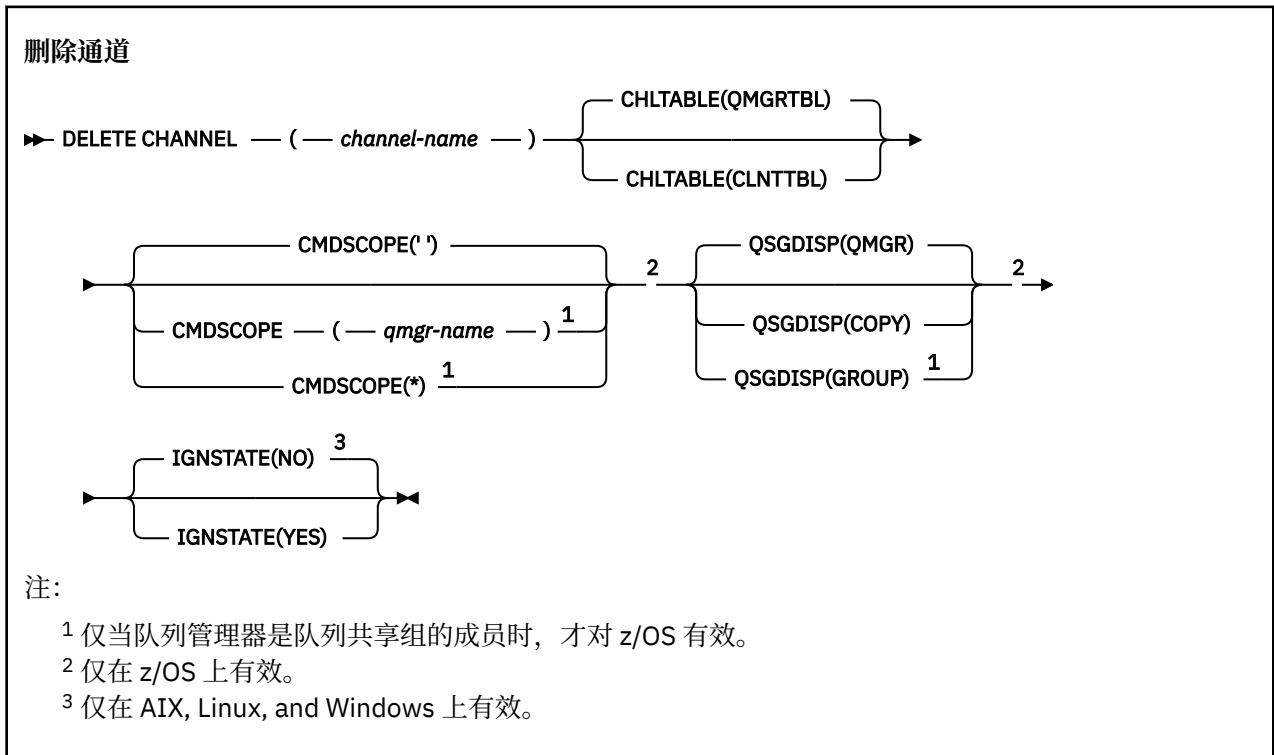 删除通道
CHLTABLE(QMGRTBL)
DELETE CHANNEL ( channel-name )
CHLTABLE(CLNTTBL)
CMDSCOPE(' ') QSGDISP(QMGR)
2 2
CMDSCOPE ( qmgr-name ) 1 QSGDISP(COPY)
CMDSCOPE(*) 1 QSGDISP(GROUP) 1
IGNSTATE(NO) 3
IGNSTATE(YES)
注:
1 仅当队列管理器是队列共享组的成员时，才对 z/OS 有效。
2 仅在 z/OS 上有效。
3 仅在 AIX, Linux, and Windows 上有效。